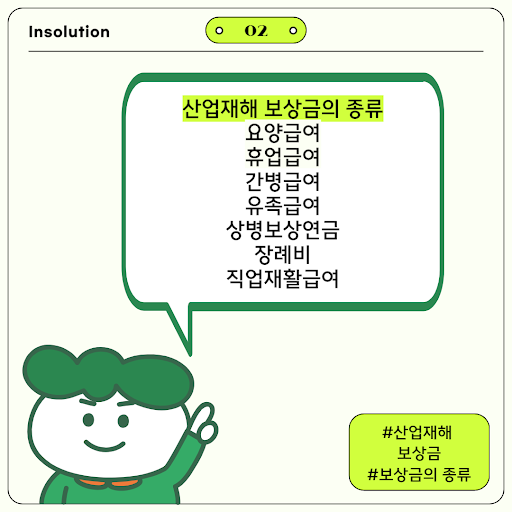 Insolution
02
산업재해 보상금의 종류
요양급여
휴업급여
간병급여
유족급여
상병보상연금
장례비
직업재활급여
#산업재해
보상금
#보상금의 종류